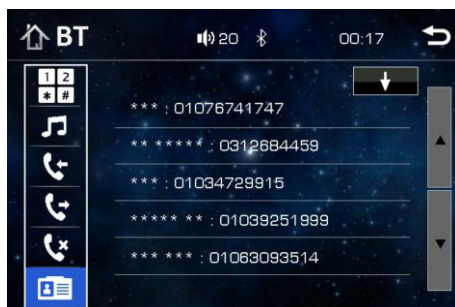 BT 20 00:17
1 2
* #
*** : 01076741747
** ***** : 0312684459
*** : 01034729915
***** ** : 01039251999
*** *** : 01063093514